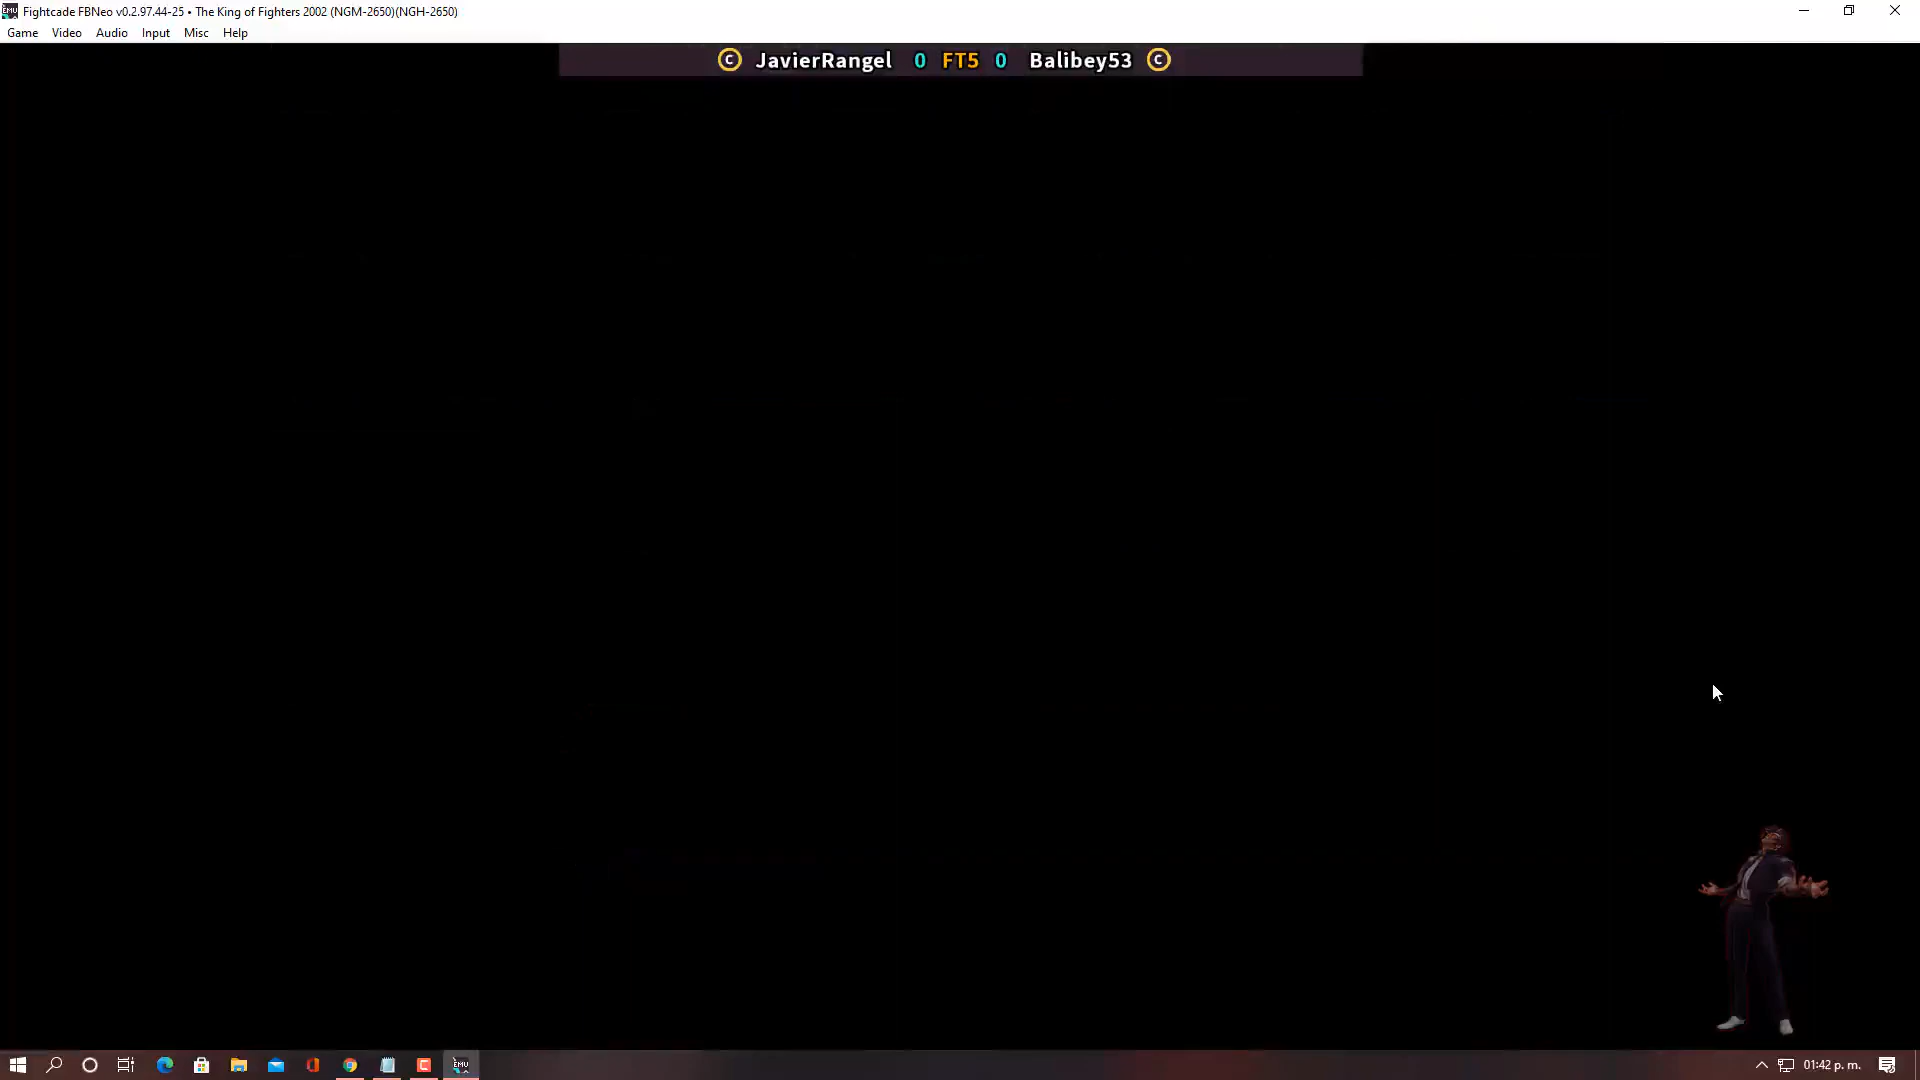 Fightcade FBNeo v0.2.97.44-25 • The King of Fighters 2002 (NGM-2650)(NGH-2650)
Game Video Audio Input Misc Help
C JavierRangel 0 FT5 0 Balibey53 C
EMU 01:42 p. m.